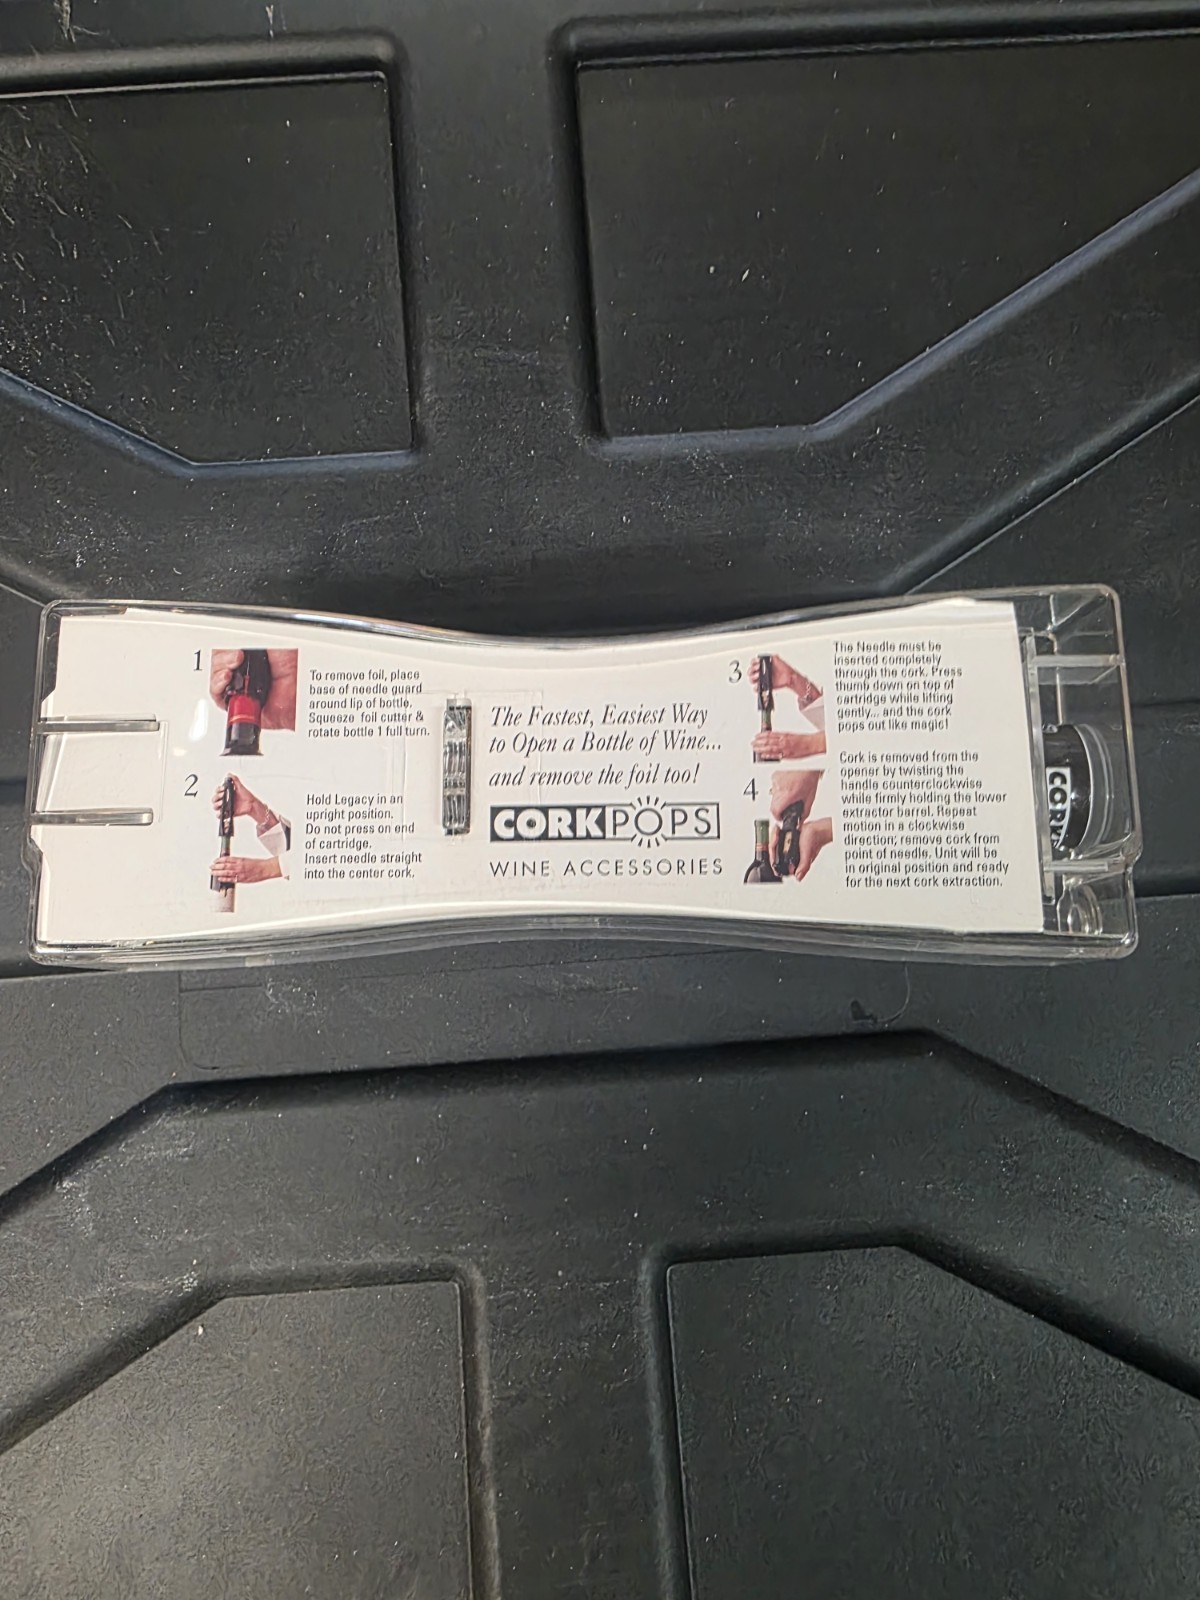 1
To remove foil, place
base of needle guard
around lip of bottle.
Squeeze foil cutter &
rotate bottle 1 full turn.
2
Hold Legacy in an
upright position.
Do not press on end
of cartridge.
Insert needle straight
into the center cork.
The Fastest, Easiest Way
to Open a Bottle of Wine...
and remove the foil too!
CORKPOPS
WINE ACCESSORIES
3
The Needle must be
inserted completely
through the cork. Press
thumb down on top of
cartridge while lifting
gently... and the cork
pops out like magic!
4
Cork is removed from the
opener by twisting the
handle counterclockwise
while firmly holding the lower
extractor barrel. Repeat
motion in a clockwise
direction; remove cork from
point of needle. Unit will be
in original position and ready
for the next cork extraction.
CORK